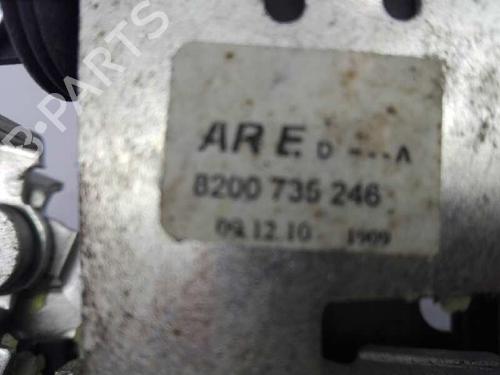 B-PARTS
AR E. D ---A
8200 735 246
09.12.10 1909